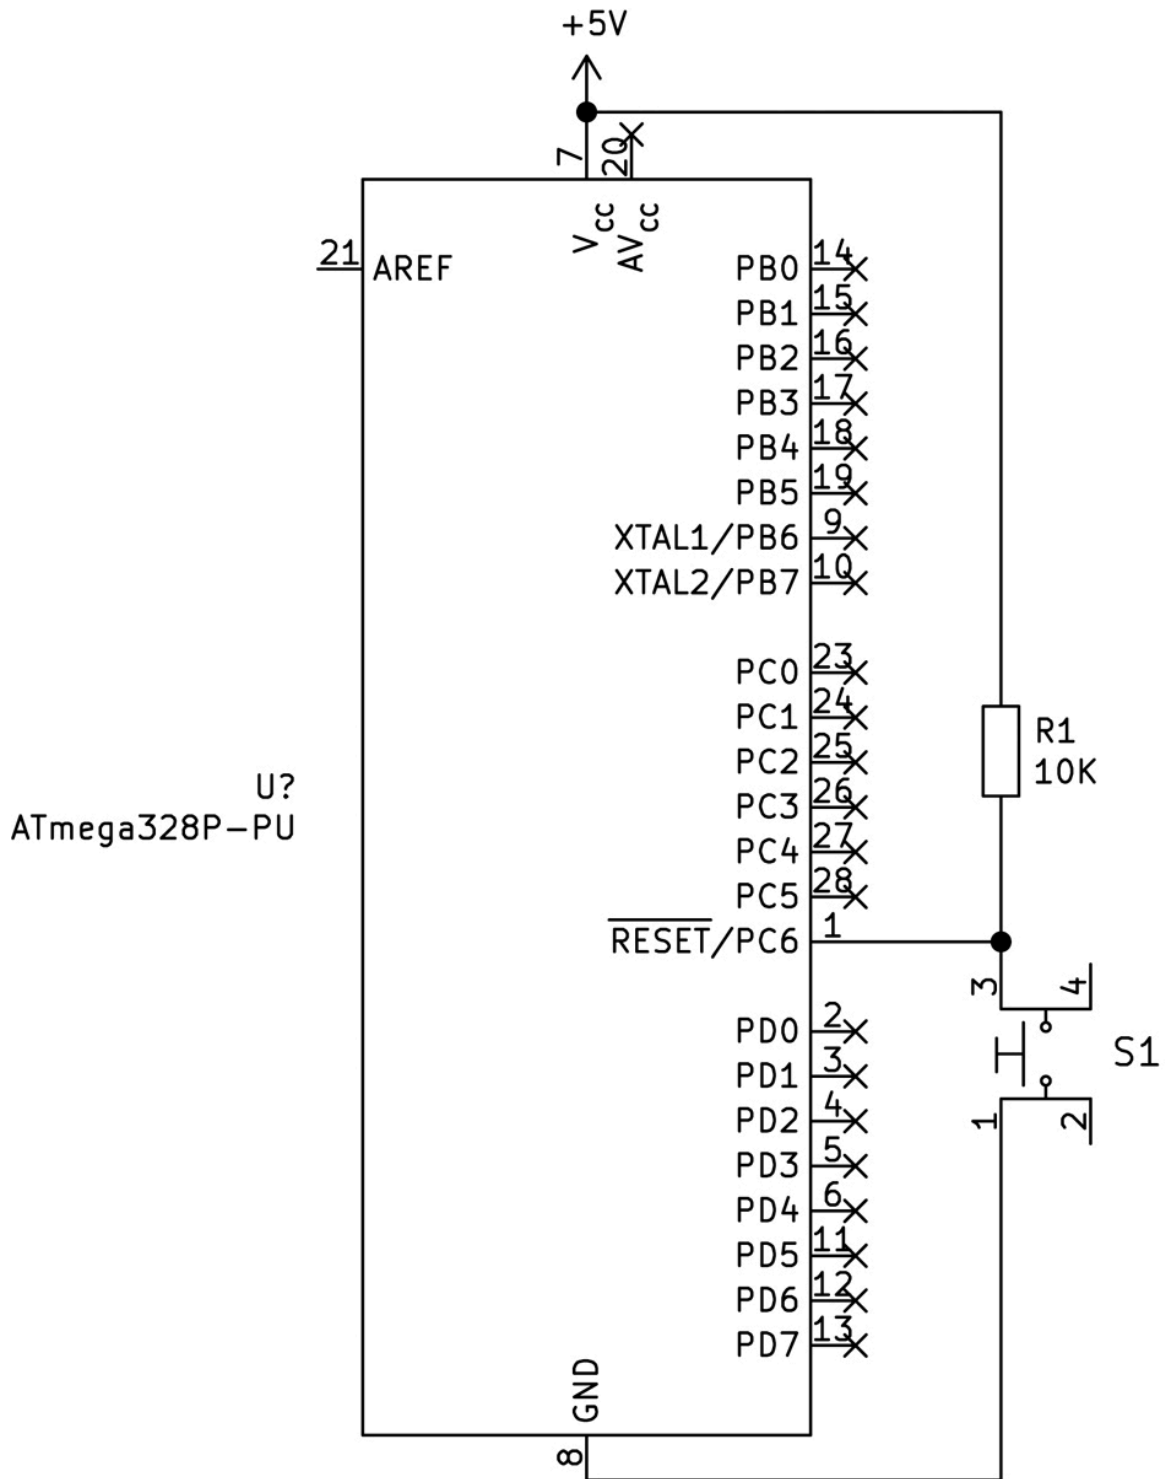 +5V
7
20
VCC
AVCC
21
AREF
PB0 14
PB1 15
PB2 16
PB3 17
PB4 18
PB5 19
XTAL1/PB6 9
XTAL2/PB7 10
PC0 23
PC1 24
PC2 25
PC3 26
PC4 27
PC5 28
RESET/PC6 1
U?
ATmega328P-PU
R1
10K
PD0 2
PD1 3
PD2 4
PD3 5
PD4 6
PD5 11
PD6 12
PD7 13
3
4
S1
1
2
GND
8